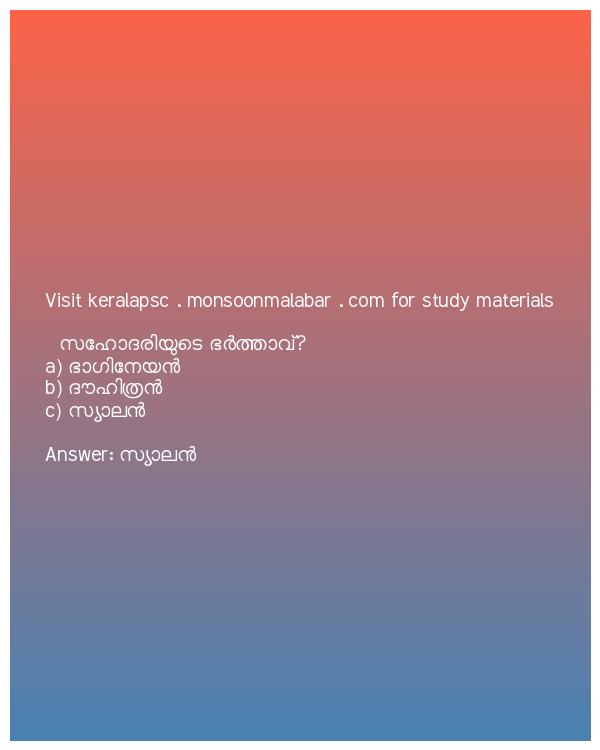 Visit keralapsc . monsoonmalabar . com for study materials
സഹോദരിയുടെ ഭർത്താവ്?
a) ഭാഗിനേയൻ
b) ദൗഹിത്രൻ
c) സ്യാലൻ
Answer: സ്യാലൻ